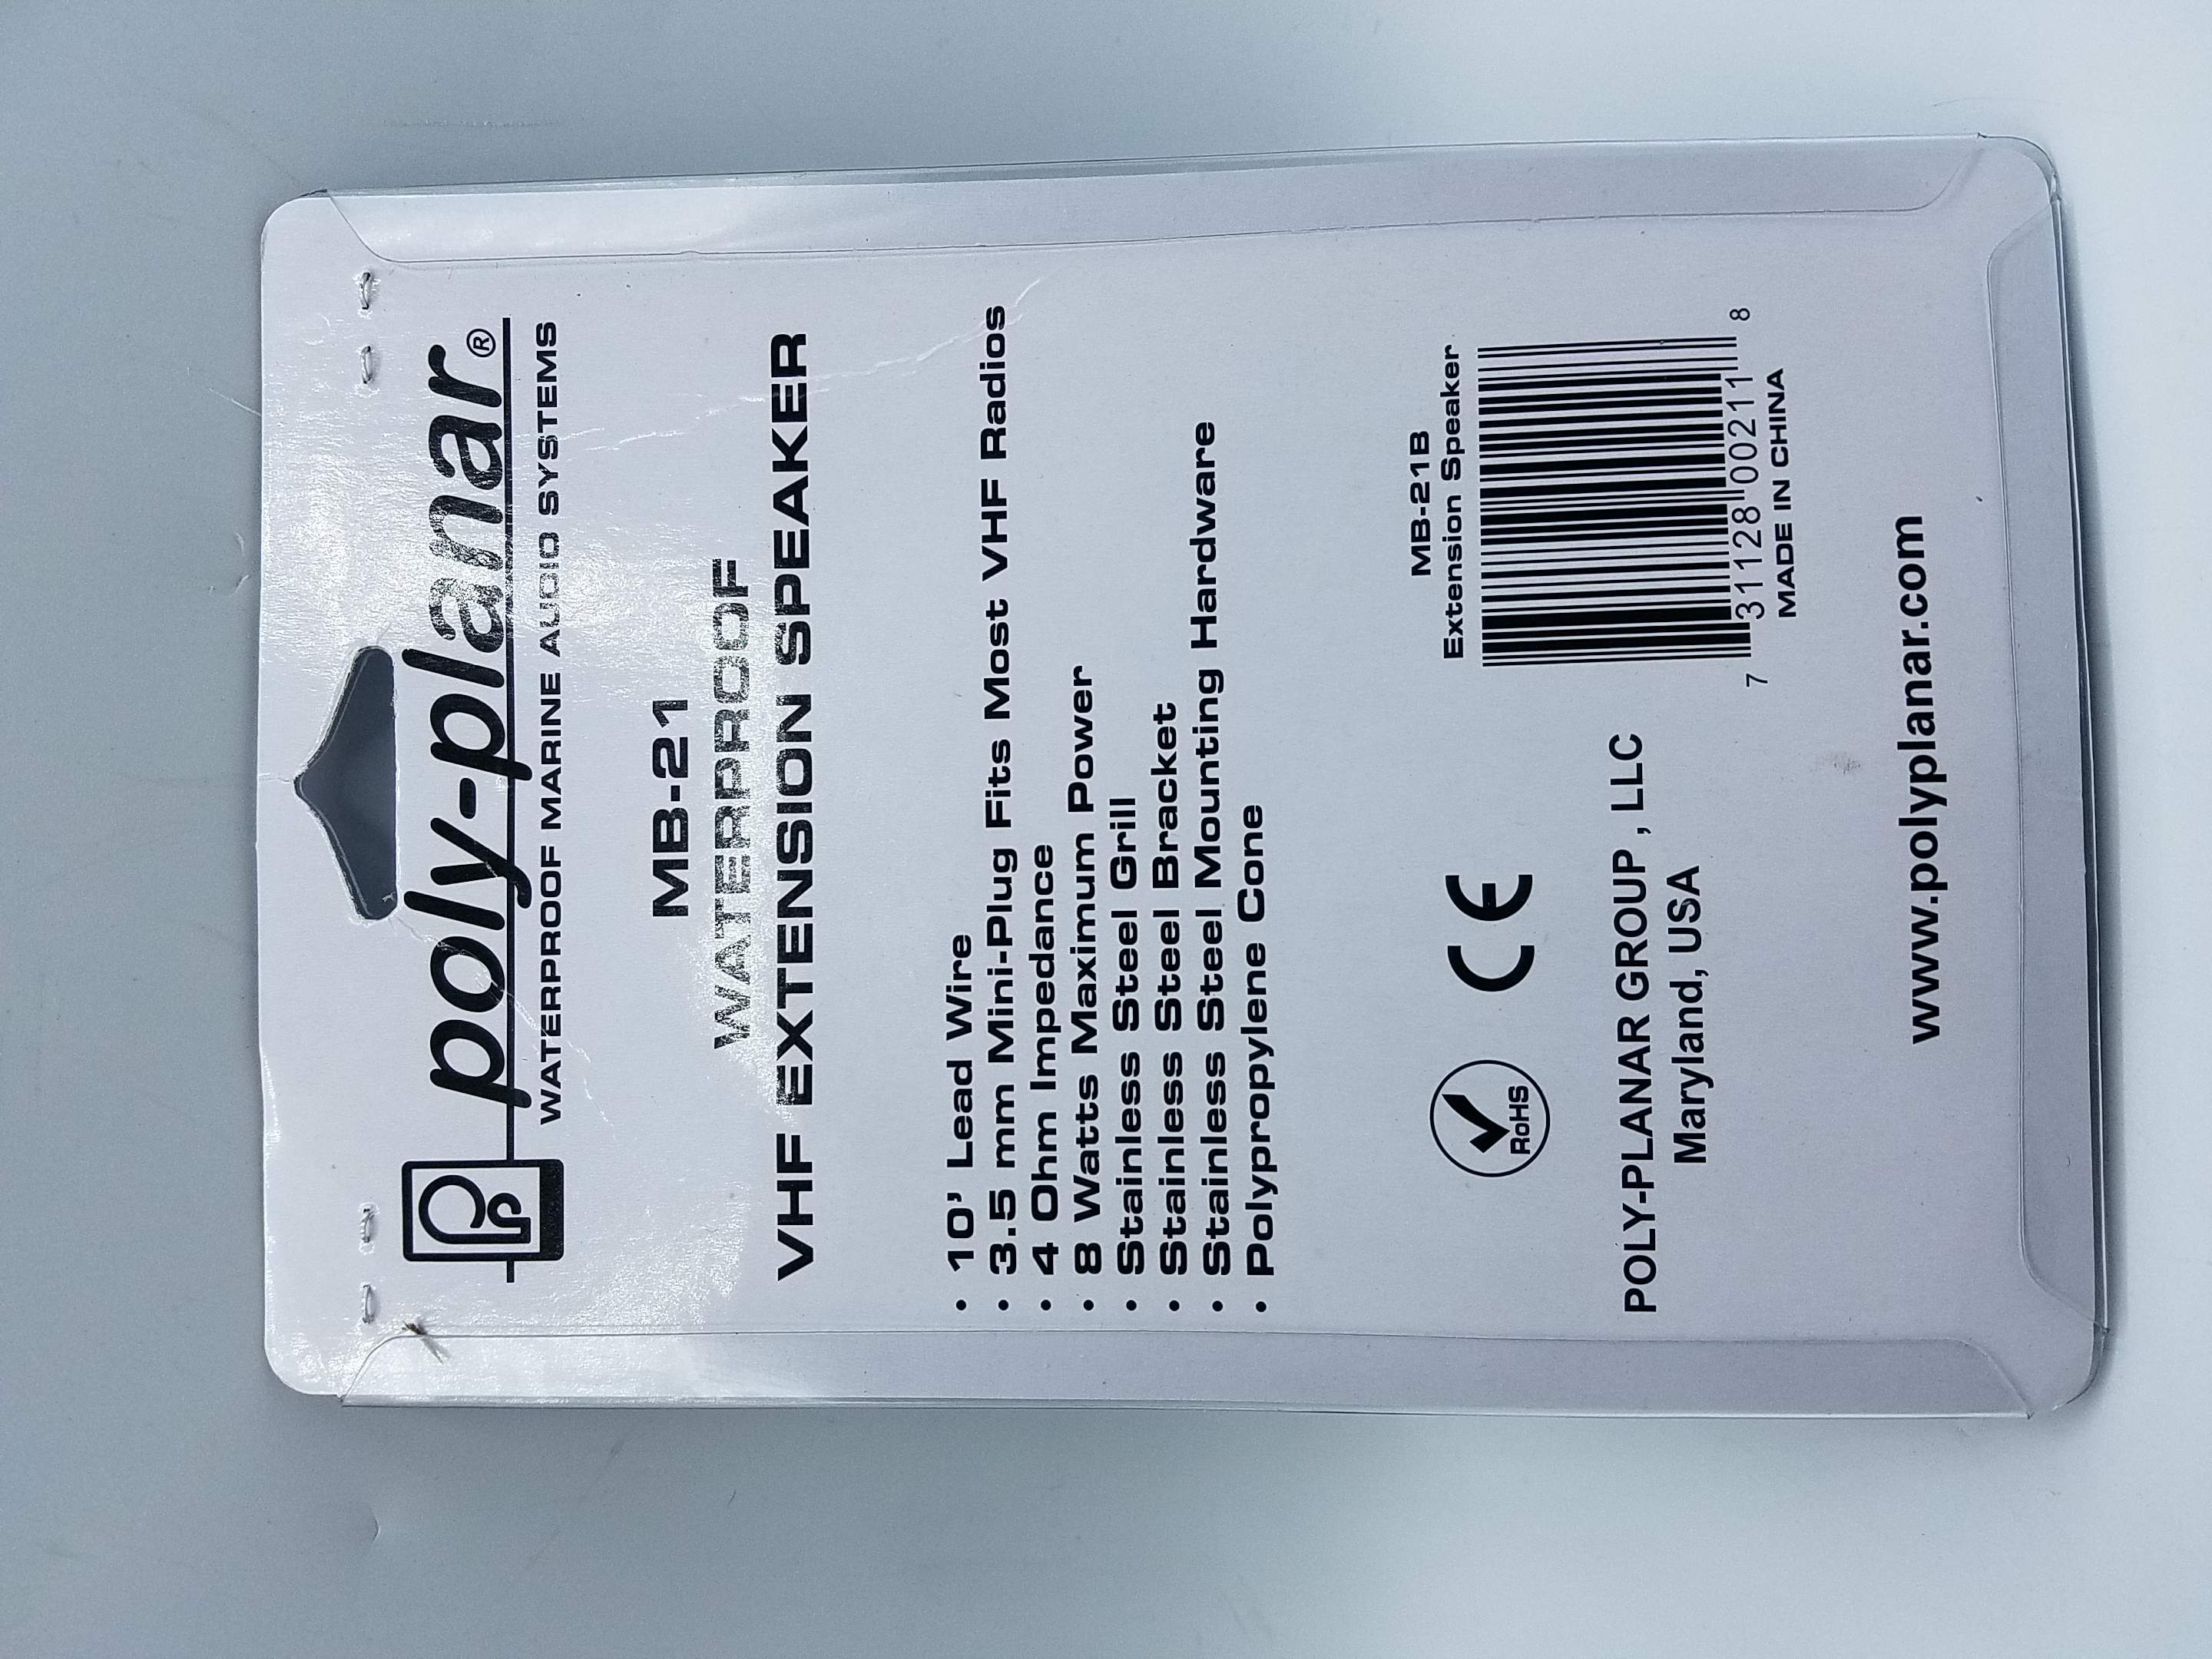 poly-planar®
WATERPROOF MARINE AUDIO SYSTEMS
MB-21
WATERPROOF
VHF EXTENSION SPEAKER
• 10' Lead Wire
• 3.5 mm Mini-Plug Fits Most VHF Radios
• 4 Ohm Impedance
• 8 Watts Maximum Power
• Stainless Steel Grill
• Stainless Steel Bracket
• Stainless Steel Mounting Hardware
• Polypropylene Cone
MB-21B
Extension Speaker
7 31128 00211 8
MADE IN CHINA
RoHS
CE
POLY-PLANAR GROUP , LLC
Maryland, USA
www.polyplanar.com